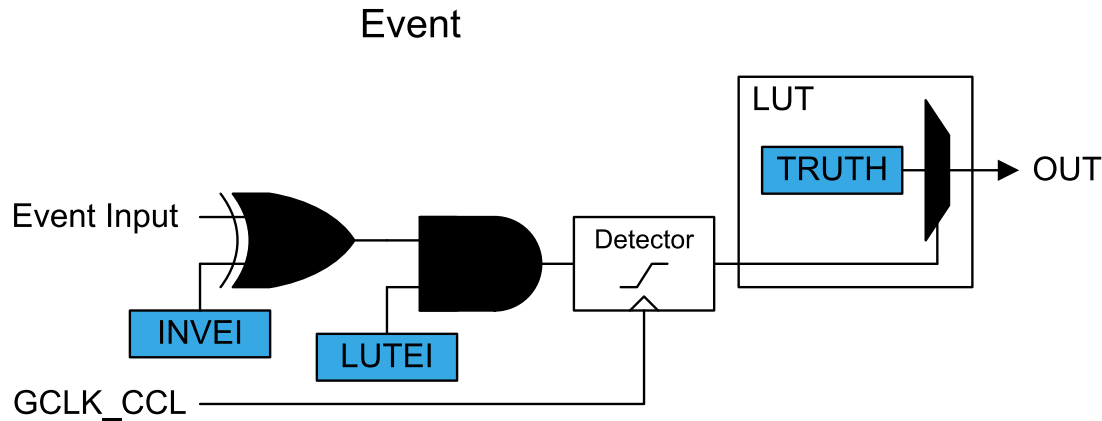 Event
LUT
TRUTH
OUT
Event Input
Detector
INVEI
LUTEI
GCLK_CCL